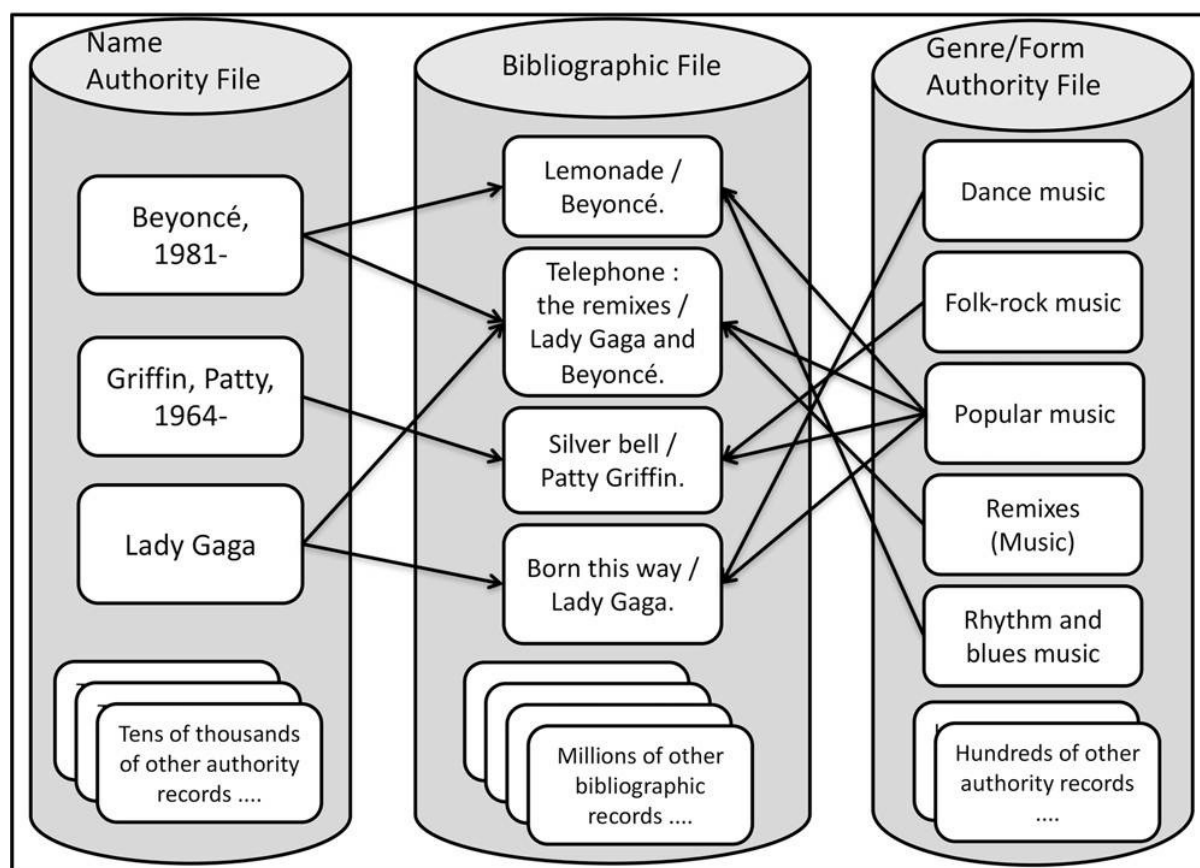 Name
Authority File
Beyoncé,
1981-
Griffin, Patty,
1964-
Lady Gaga
Tens of thousands
of other authority
records ....
Bibliographic File
Lemonade /
Beyoncé.
Telephone :
the remixes /
Lady Gaga and
Beyoncé.
Silver bell /
Patty Griffin.
Born this way /
Lady Gaga.
Millions of other
bibliographic
records ....
Genre/Form
Authority File
Dance music
Folk-rock music
Popular music
Remixes
(Music)
Rhythm and
blues music
Hundreds of other
authority records
....